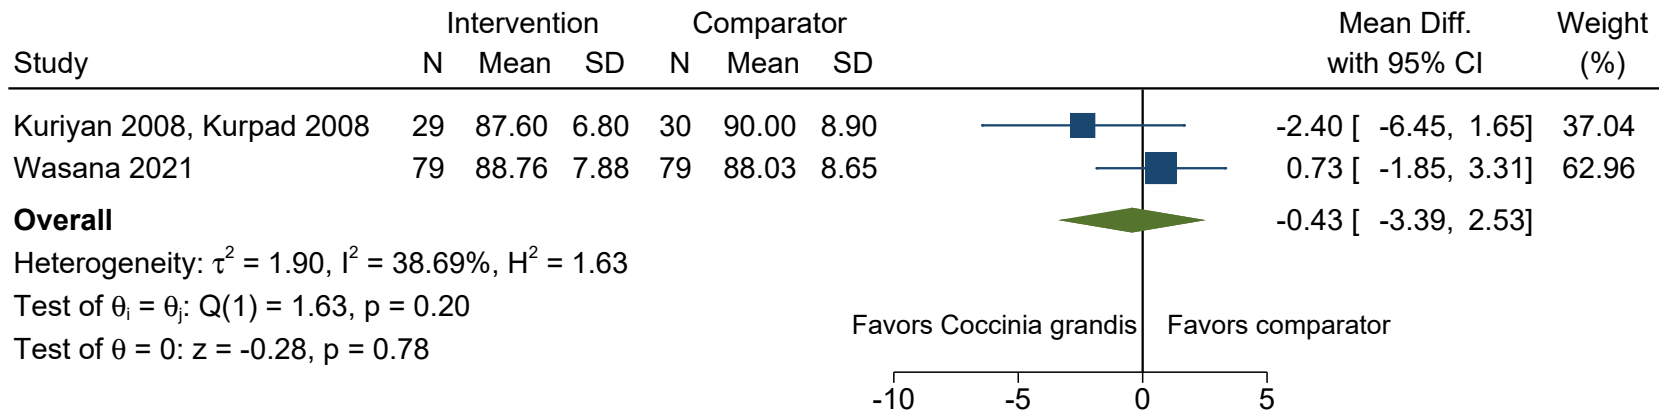 Intervention Comparator Mean Diff. Weight
Study N Mean SD N Mean SD with 95% CI (%)
Kuriyan 2008, Kurpad 2008 29 87.60 6.80 30 90.00 8.90 -2.40 [ -6.45, 1.65] 37.04
Wasana 2021 79 88.76 7.88 79 88.03 8.65 0.73 [ -1.85, 3.31] 62.96
Overall -0.43 [ -3.39, 2.53]
Heterogeneity: τ² = 1.90, I² = 38.69%, H² = 1.63
Test of θᵢ = θⱼ: Q(1) = 1.63, p = 0.20
Favors Coccinia grandis Favors comparator
Test of θ = 0: z = -0.28, p = 0.78
-10 -5 0 5